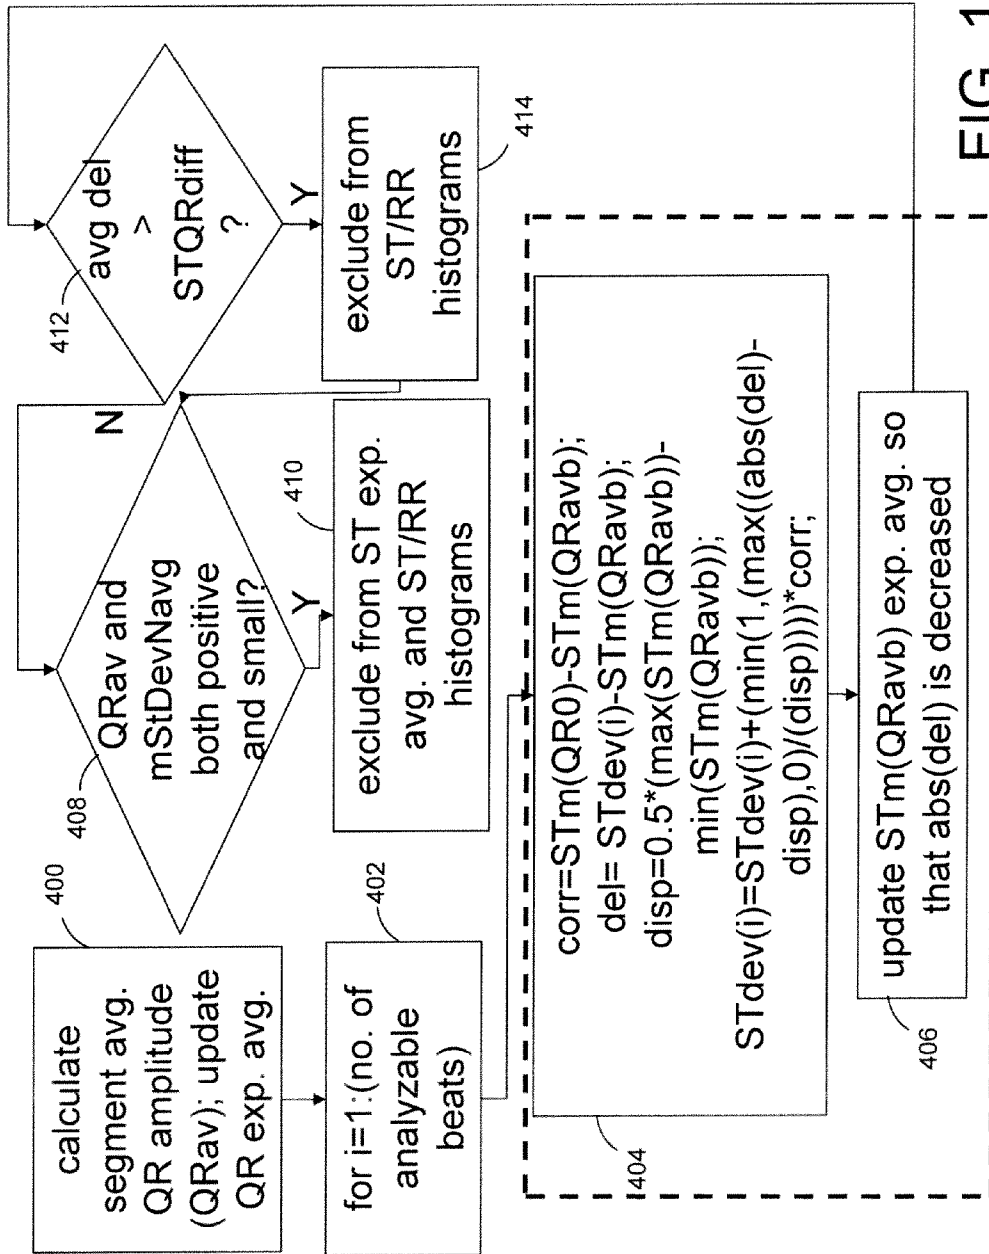 400
calculate
segment avg.
QR amplitude
(QRav); update
QR exp. avg.
402
for i=1:(no. of
analyzable
beats)
404
corr=STm(QR0)-STm(QRavb);
del= STdev(i)-STm(QRavb);
disp=0.5*(max(STm(QRavb))-
min(STm(QRavb));
STdev(i)=STdev(i)+(min(1,(max((abs(del)-
disp),0)/(disp))))*corr;
406
update STm(QRavb) exp. avg. so
that abs(del) is decreased
412
avg del
>
STQRdiff
?
N
Y
414
exclude from
ST/RR
histograms
408
QRav and
mStDevNavg
both positive
and small?
Y
410
exclude from ST exp.
avg. and ST/RR
histograms
FIG. 1